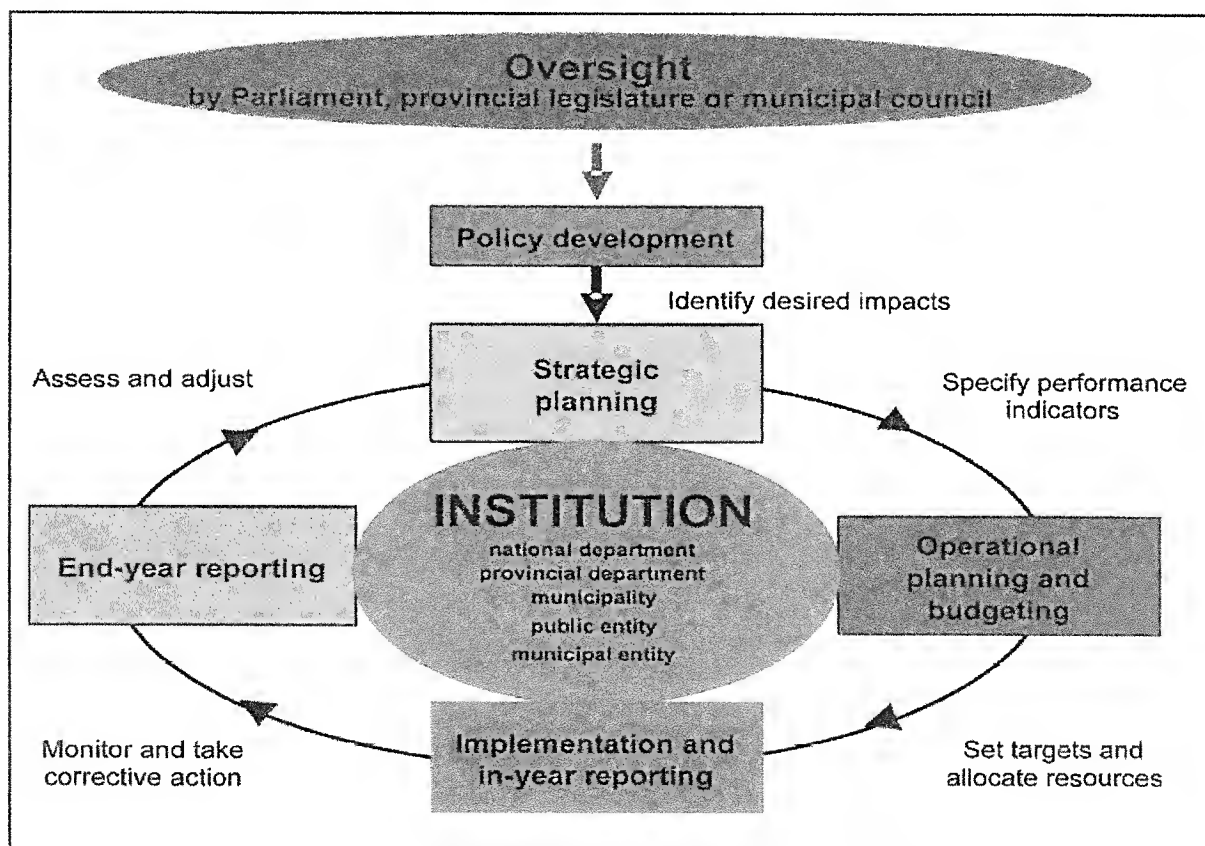 Oversight
by Parliament, provincial legislature or municipal council
Policy development
Identify desired impacts
Strategic
planning
Assess and adjust
Specify performance
indicators
INSTITUTION
national department
provincial department
municipality
public entity
municipal entity
End-year reporting
Operational
planning and
budgeting
Implementation and
in-year reporting
Monitor and take
corrective action
Set targets and
allocate resources